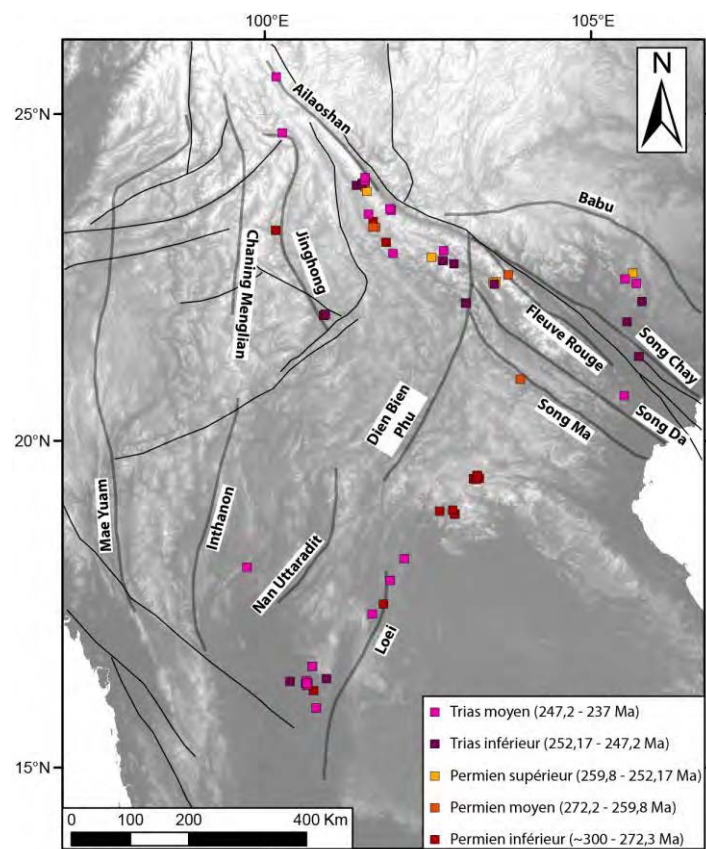 100°E
105°E
N
25°N
20°N
15°N
Ailaoshan
Babu
Chaning Menglian
Jinghong
Song Chay
Fleuve Rouge
Song Da
Song Ma
Dien Bien
Phu
Mae Yuam
Inthanon
Nan Uttaradit
Loei
Trias moyen (247,2 - 237 Ma)
Trias inférieur (252,17 - 247,2 Ma)
Permien supérieur (259,8 - 252,17 Ma)
Permien moyen (272,2 - 259,8 Ma)
Permien inférieur (~300 - 272,3 Ma)
0 100 200 400 Km